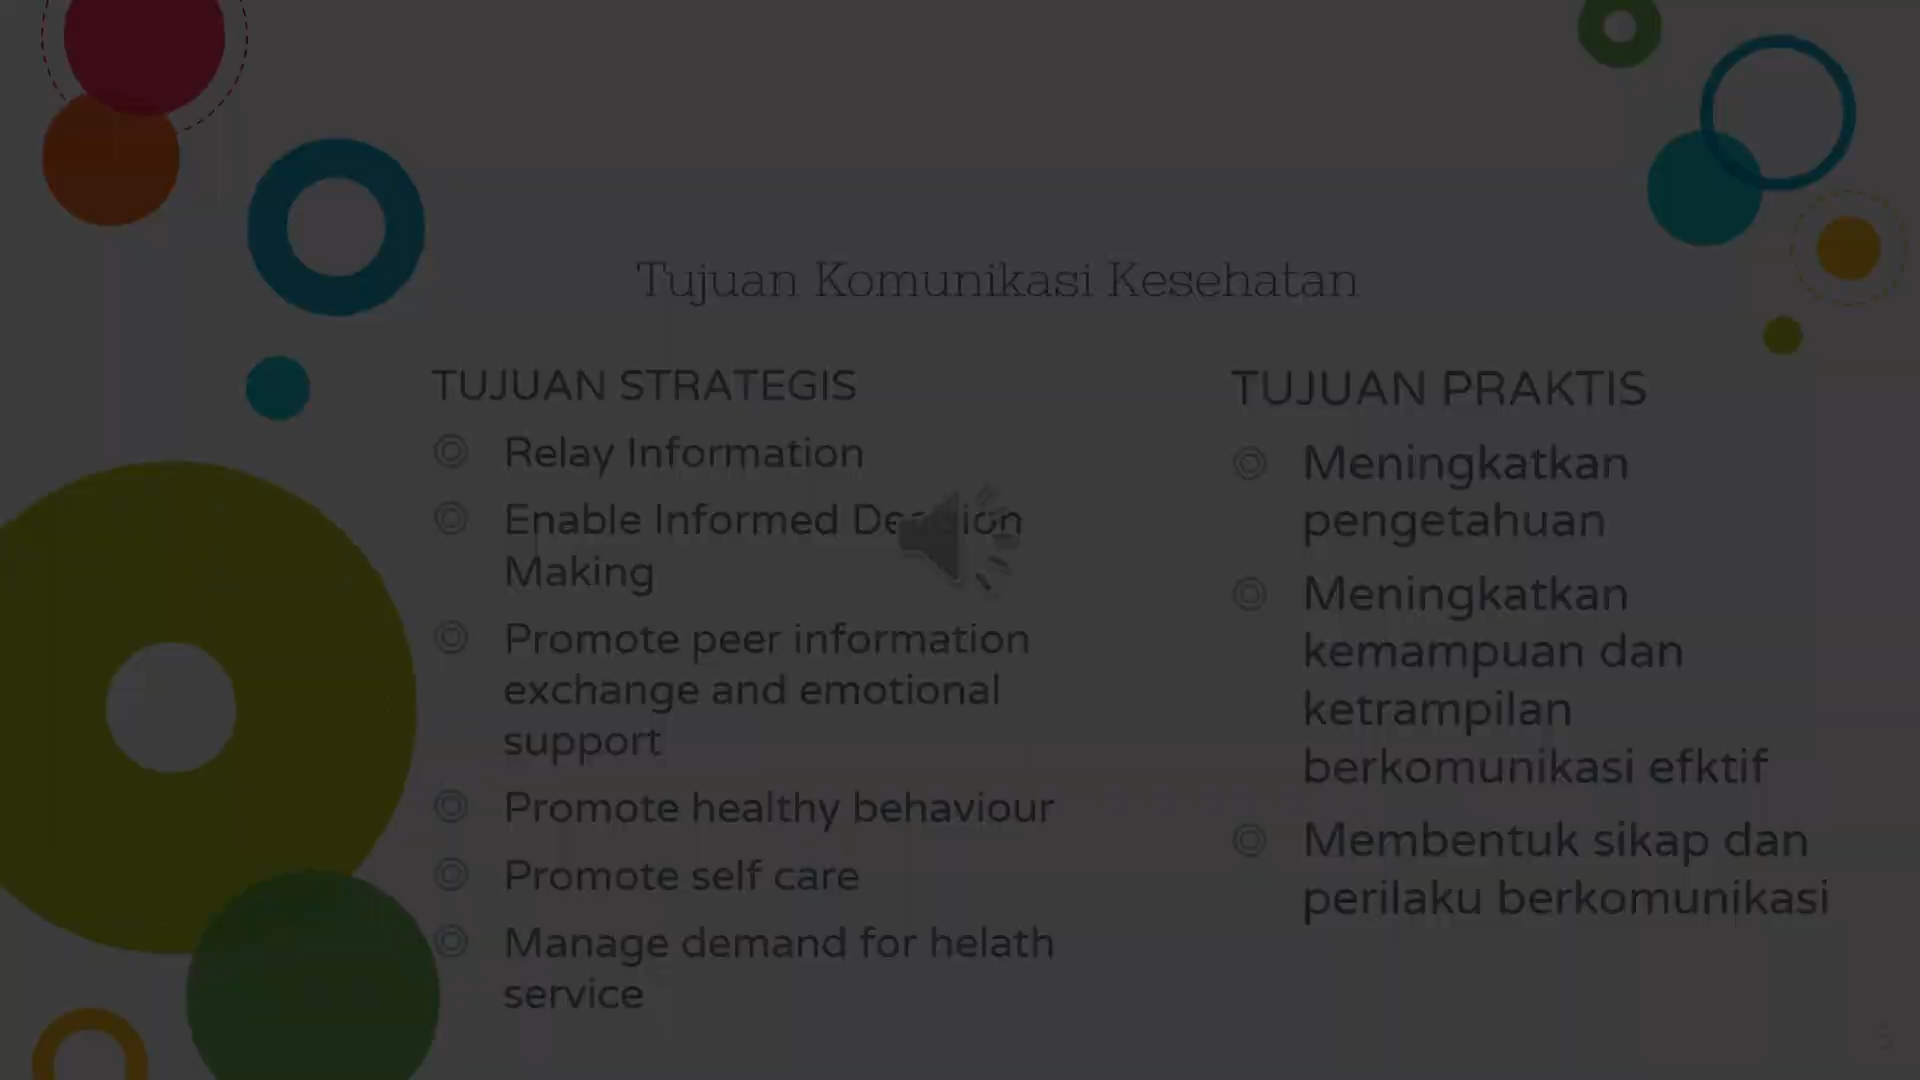 Tujuan Komunikasi Kesehatan
TUJUAN STRATEGIS
Relay Information
Enable Informed Decision
Making
Promote peer information
exchange and emotional
support
Promote healthy behaviour
Promote self care
Manage demand for helath
service
TUJUAN PRAKTIS
Meningkatkan
pengetahuan
Meningkatkan
kemampuan dan
ketrampilan
berkomunikasi efktif
Membentuk sikap dan
perilaku berkomunikasi